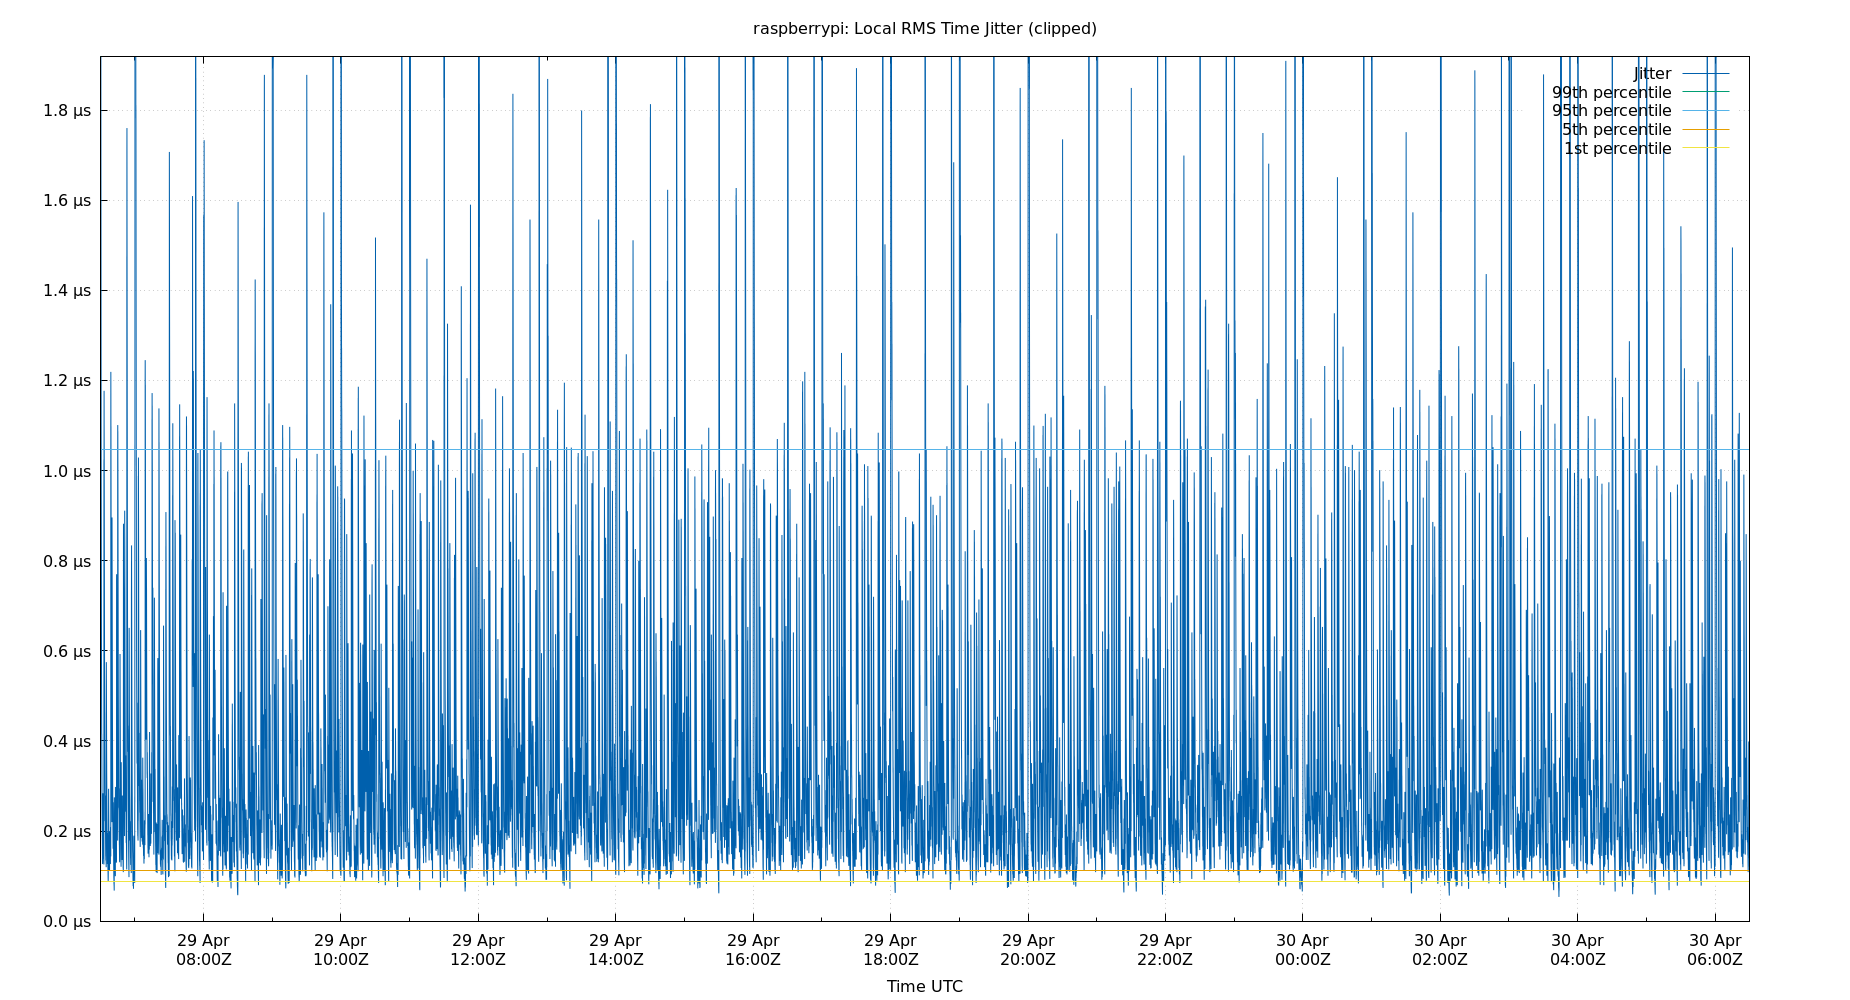 raspberrypi: Local RMS Time Jitter (clipped)
Jitter
99th percentile
95th percentile
5th percentile
1st percentile
1.8 µs
1.6 µs
1.4 µs
1.2 µs
1.0 µs
0.8 µs
0.6 µs
0.4 µs
0.2 µs
0.0 µs
29 Apr 29 Apr 29 Apr 29 Apr 29 Apr 29 Apr 29 Apr 29 Apr 30 Apr 30 Apr 30 Apr 30 Apr
08:00Z 10:00Z 12:00Z 14:00Z 16:00Z 18:00Z 20:00Z 22:00Z 00:00Z 02:00Z 04:00Z 06:00Z
Time UTC